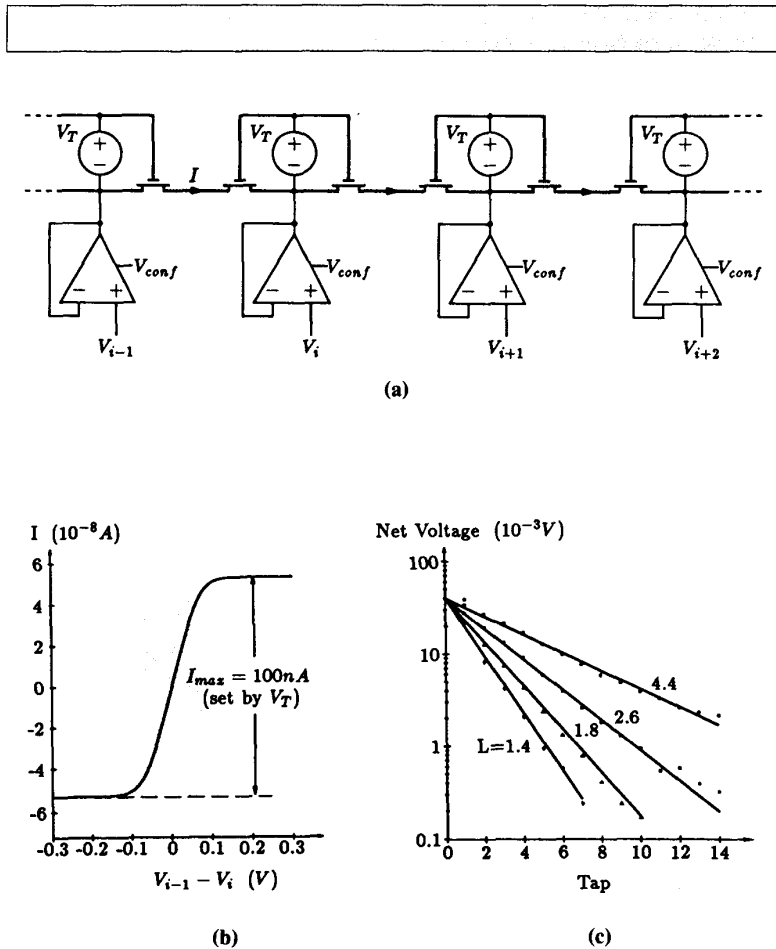 V_T V_T V_T V_T
+ + + +
− − − −
I
V_conf V_conf V_conf V_conf
− + − + − + − +
V_{i−1} V_i V_{i+1} V_{i+2}
(a)
I (10^{−8}A)
6
4
2
0
-2
-4
-6
I_max = 100nA
(set by V_T)
-0.3 -0.2 -0.1 0 0.1 0.2 0.3
V_{i−1} − V_i (V)
(b)
Net Voltage (10^{−3}V)
100
10
1
0.1
4.4
2.6
1.8
L=1.4
0 2 4 6 8 10 12 14
Tap
(c)